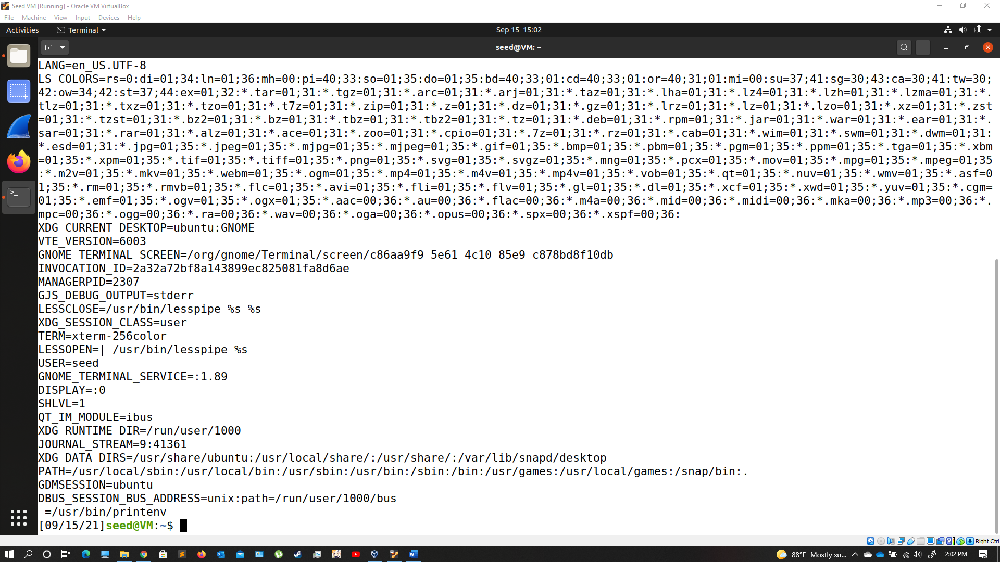 Seed VM [Running] - Oracle VM VirtualBox
File Machine View Input Devices Help
Activities Terminal Sep 15 15:02
seed@VM: ~
LANG=en_US.UTF-8
LS_COLORS=rs=0:di=01;34:ln=01;36:mh=00:pi=40;33:so=01;35:do=01;35:bd=40;33;01:cd=40;33;01:or=40;31;01:mi=00:su=37;41:sg=30;43:ca=30;41:tw=30;
42:ow=34;42:st=37;44:ex=01;32:*.tar=01;31:*.tgz=01;31:*.arc=01;31:*.arj=01;31:*.taz=01;31:*.lha=01;31:*.lz4=01;31:*.lzh=01;31:*.lzma=01;31:*.
tlz=01;31:*.txz=01;31:*.tzo=01;31:*.t7z=01;31:*.zip=01;31:*.z=01;31:*.dz=01;31:*.gz=01;31:*.lrz=01;31:*.lz=01;31:*.lzo=01;31:*.xz=01;31:*.zst
=01;31:*.tzst=01;31:*.bz2=01;31:*.bz=01;31:*.tbz=01;31:*.tbz2=01;31:*.tz=01;31:*.deb=01;31:*.rpm=01;31:*.jar=01;31:*.war=01;31:*.ear=01;31:*.
sar=01;31:*.rar=01;31:*.alz=01;31:*.ace=01;31:*.zoo=01;31:*.cpio=01;31:*.7z=01;31:*.rz=01;31:*.cab=01;31:*.wim=01;31:*.swm=01;31:*.dwm=01;31:
*.esd=01;31:*.jpg=01;35:*.jpeg=01;35:*.mjpg=01;35:*.mjpeg=01;35:*.gif=01;35:*.bmp=01;35:*.pbm=01;35:*.pgm=01;35:*.ppm=01;35:*.tga=01;35:*.xbm
=01;35:*.xpm=01;35:*.tif=01;35:*.tiff=01;35:*.png=01;35:*.svg=01;35:*.svgz=01;35:*.mng=01;35:*.pcx=01;35:*.mov=01;35:*.mpg=01;35:*.mpeg=01;35
:*.m2v=01;35:*.mkv=01;35:*.webm=01;35:*.ogm=01;35:*.mp4=01;35:*.m4v=01;35:*.mp4v=01;35:*.vob=01;35:*.qt=01;35:*.nuv=01;35:*.wmv=01;35:*.asf=0
1;35:*.rm=01;35:*.rmvb=01;35:*.flc=01;35:*.avi=01;35:*.fli=01;35:*.flv=01;35:*.gl=01;35:*.dl=01;35:*.xcf=01;35:*.xwd=01;35:*.yuv=01;35:*.cgm=
01;35:*.emf=01;35:*.ogv=01;35:*.ogx=01;35:*.aac=00;36:*.au=00;36:*.flac=00;36:*.m4a=00;36:*.mid=00;36:*.midi=00;36:*.mka=00;36:*.mp3=00;36:*.
mpc=00;36:*.ogg=00;36:*.ra=00;36:*.wav=00;36:*.oga=00;36:*.opus=00;36:*.spx=00;36:*.xspf=00;36:
XDG_CURRENT_DESKTOP=ubuntu:GNOME
VTE_VERSION=6003
GNOME_TERMINAL_SCREEN=/org/gnome/Terminal/screen/c86aa9f9_5e61_4c10_85e9_c878bd8f10db
INVOCATION_ID=2a32a72bf8a143899ec825081fa8d6ae
MANAGERPID=2307
GJS_DEBUG_OUTPUT=stderr
LESSCLOSE=/usr/bin/lesspipe %s %s
XDG_SESSION_CLASS=user
TERM=xterm-256color
LESSOPEN=| /usr/bin/lesspipe %s
USER=seed
GNOME_TERMINAL_SERVICE=:1.89
DISPLAY=:0
SHLVL=1
QT_IM_MODULE=ibus
XDG_RUNTIME_DIR=/run/user/1000
JOURNAL_STREAM=9:41361
XDG_DATA_DIRS=/usr/share/ubuntu:/usr/local/share/:/usr/share/:/var/lib/snapd/desktop
PATH=/usr/local/sbin:/usr/local/bin:/usr/sbin:/usr/bin:/sbin:/bin:/usr/games:/usr/local/games:/snap/bin:.
GDMSESSION=ubuntu
DBUS_SESSION_BUS_ADDRESS=unix:path=/run/user/1000/bus
_=/usr/bin/printenv
[09/15/21]seed@VM:~$
Right Ctrl
88°F Mostly su... 2:02 PM